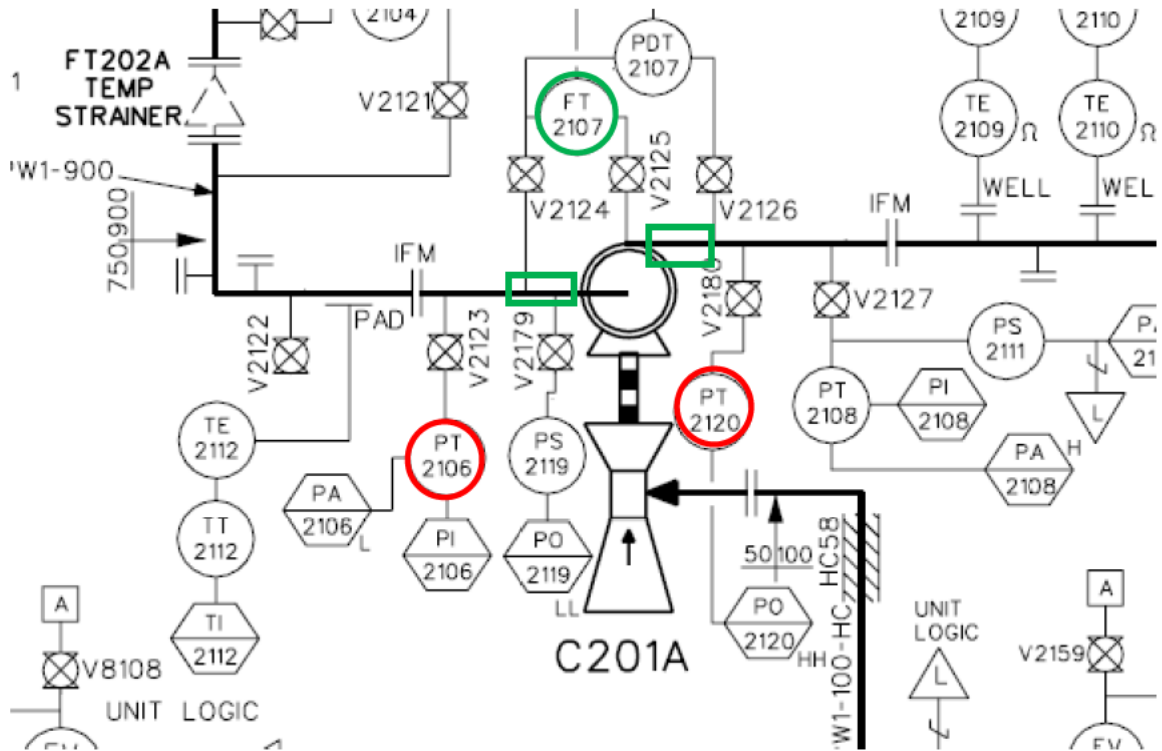 2104
PDT
2107
2109
2110
FT202A
TEMP
STRAINER
1
V2121
FT
2107
V2125
TE
2109
Ω
TE
2110
Ω
'W1-900
V2124
V2126
WELL
WEL
750
900
IFM
IFM
V2180
V2127
PAD
V2122
V2123
V2179
PS
2111
PA
21
TE
2112
PT
2106
PS
2119
PT
2120
PT
2108
PI
2108
L
PA
2106
L
PA
2108
H
TT
2112
PI
2106
PO
2119
LL
50
100
HC58
A
TI
2112
C201A
PO
2120
HH
'W1-100-HC
UNIT
LOGIC
A
V8108
L
V2159
UNIT LOGIC